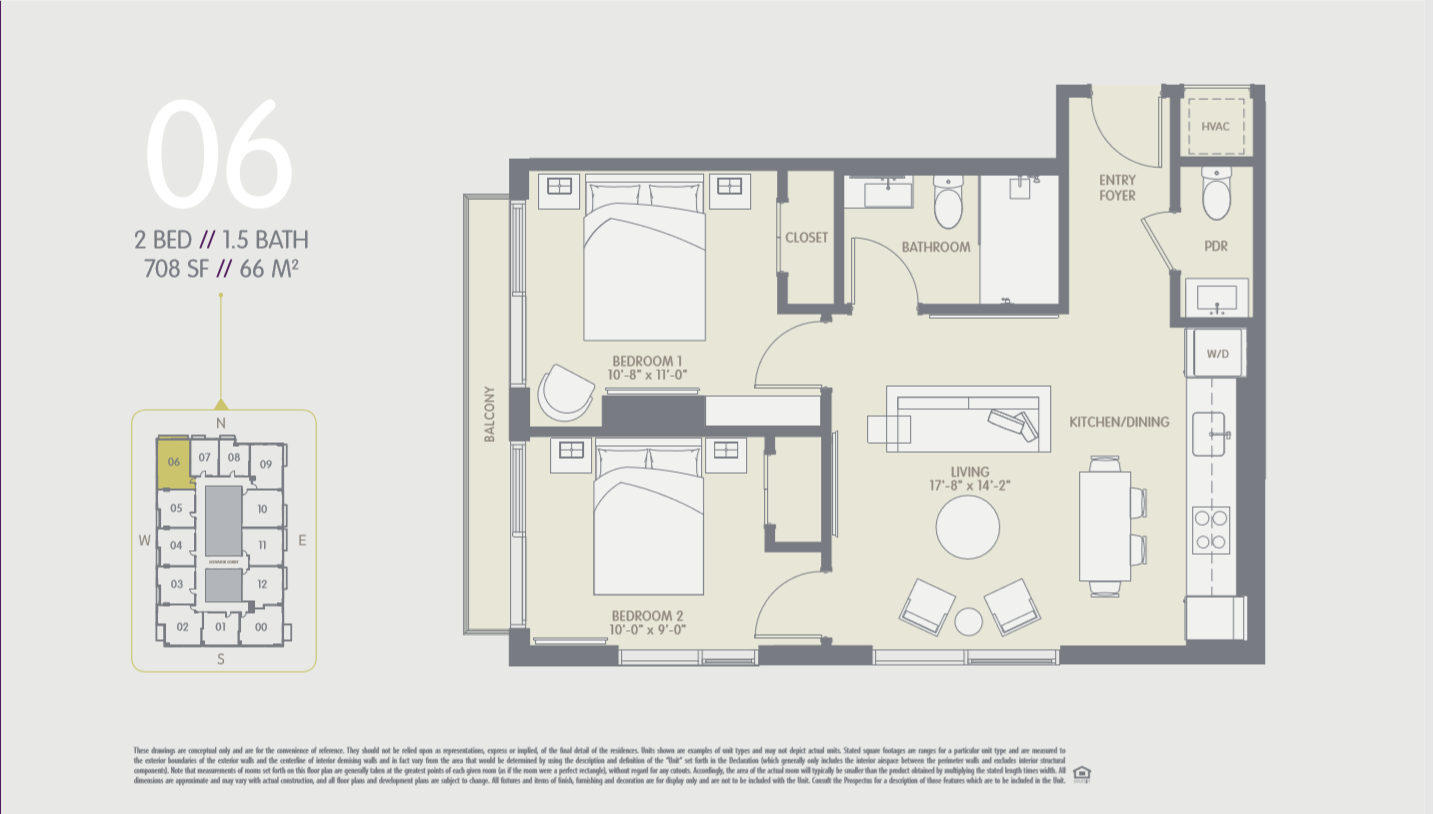 06
2 BED // 1.5 BATH
708 SF // 66 M²
N
06
07
08
09
05
10
W
04
11
E
03
12
02
01
00
S
HVAC
ENTRY
FOYER
PDR
CLOSET
BATHROOM
W/D
BEDROOM 1
10'-8" x 11'-0"
BALCONY
KITCHEN/DINING
LIVING
17'-8" x 14'-2"
BEDROOM 2
10'-0" x 9'-0"
These drawings are conceptual only and are for the convenience of reference. They should not be relied upon as representations, express or implied, of the final detail of the residences. Units shown are examples of unit types and may not depict actual units. Stated square footages are ranges for a particular unit type and are measured to
the exterior boundaries of the exterior walls and the centerline of interior demising walls and in fact vary from the area that would be determined by using the description and definition of the "Unit" set forth in the Declaration (which generally only includes the interior airspace between the perimeter walls and excludes interior structural
components). Note that measurements of rooms set forth on this floor plan are generally taken at the greatest points of each given room (as if the room were a perfect rectangle), without regard for any cutouts. Accordingly, the area of the actual room will typically be smaller than the product obtained by multiplying the stated length times width. All
dimensions are approximate and may vary with actual construction, and all floor plans and development plans are subject to change. All fixtures and items of finish, furnishing and decoration are for display only and are not to be included with the Unit. Consult the Prospectus for a description of those features which are to be included in the Unit.